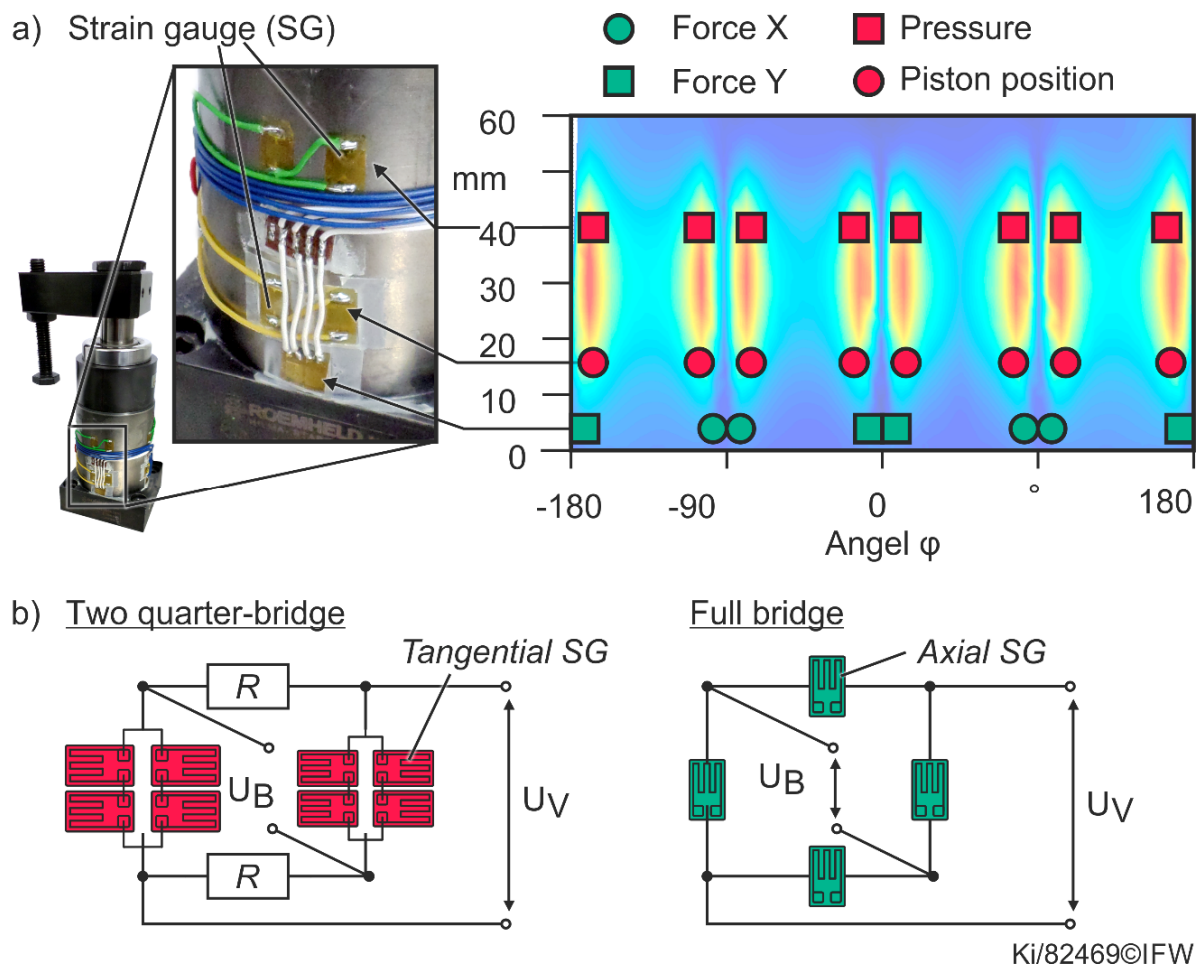 a) Strain gauge (SG)
Force X
Pressure
Force Y
Piston position
60
mm
40
30
20
10
0
-180
-90
0
°
180
Angel φ
ROEMHELD
b) Two quarter-bridge
Full bridge
Tangential SG
Axial SG
R
UB
UV
R
UB
UV
Ki/82469©IFW